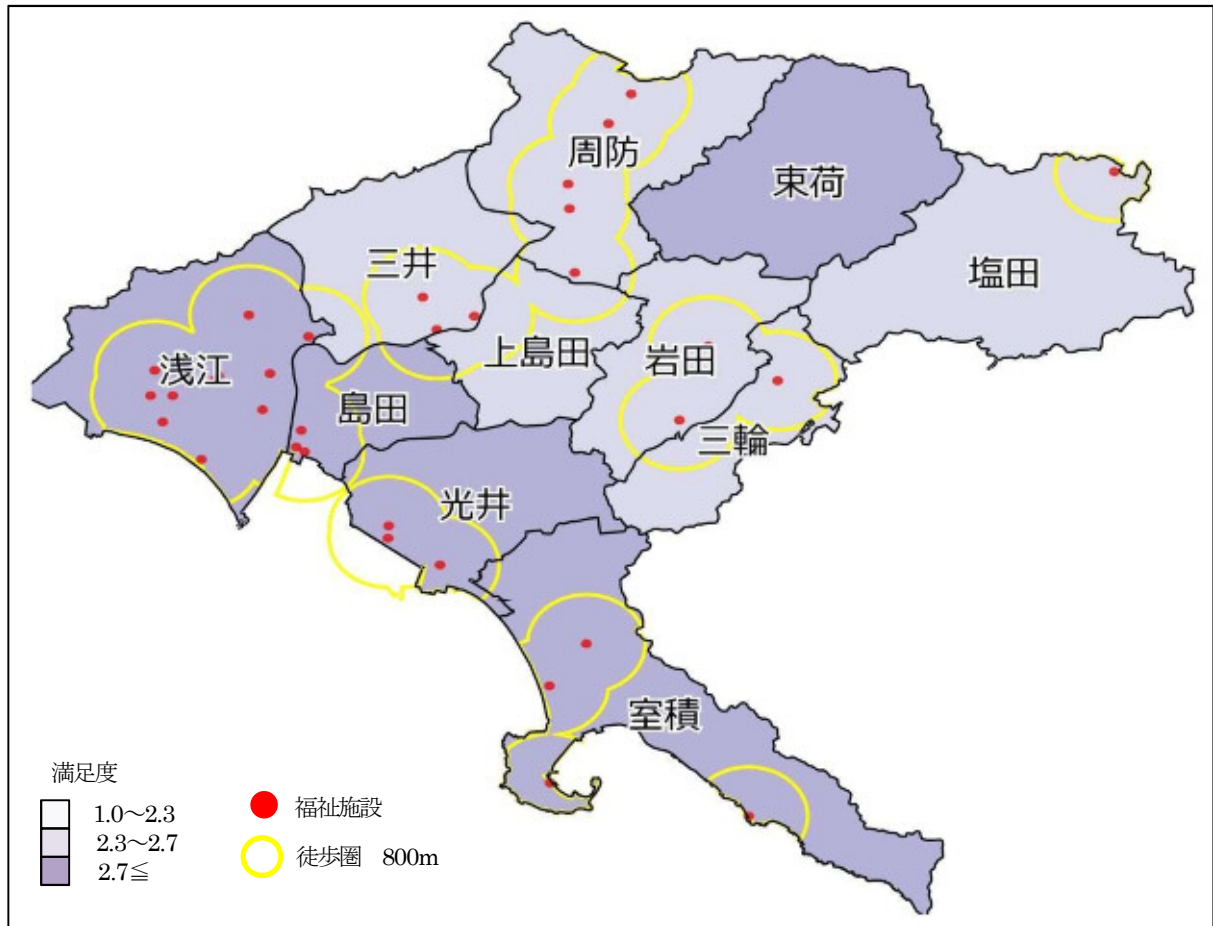 周防
束荷
塩田
三井
上島田
岩田
浅江
島田
三輪
光井
室積
満足度
1.0～2.3
2.3～2.7
2.7≦
福祉施設
徒歩圏　800m